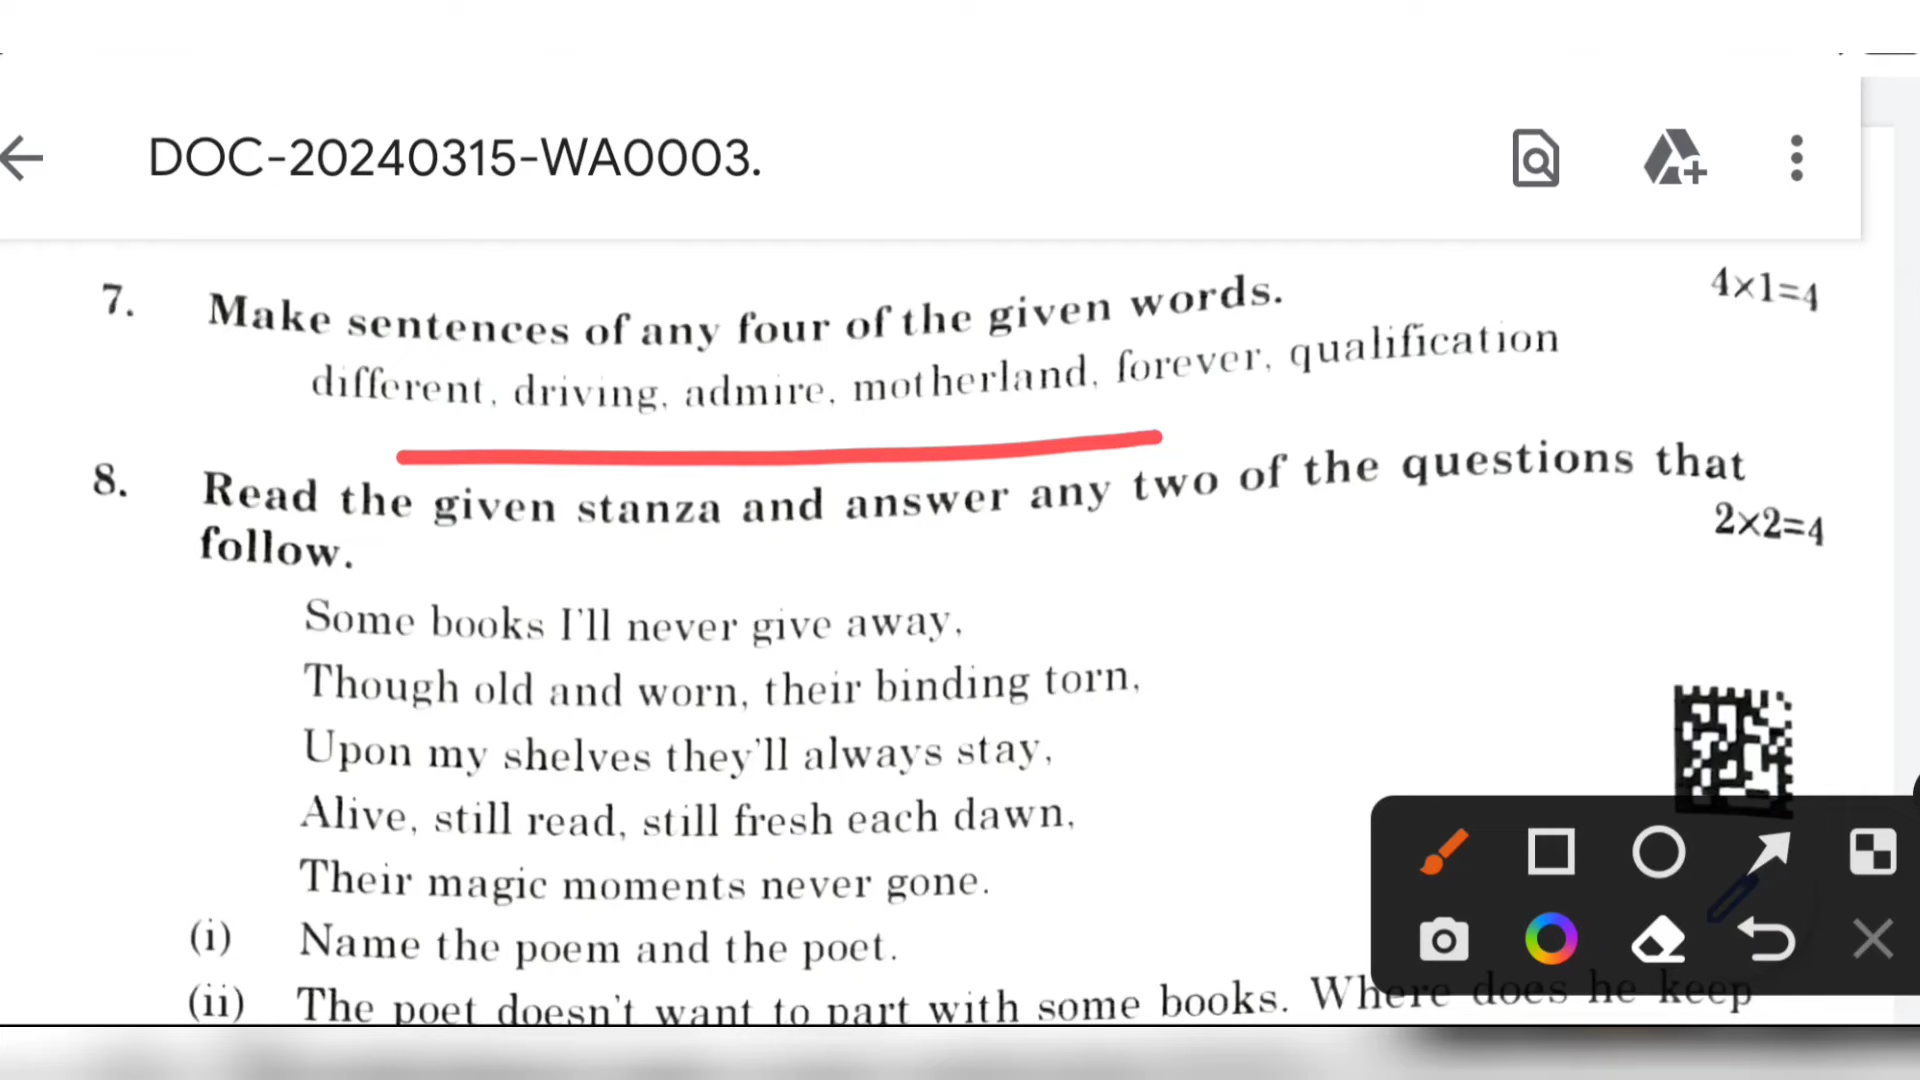 DOC-20240315-WA0003.
7. Make sentences of any four of the given words. 4×1=4
different, driving, admire, motherland, forever, qualification
8. Read the given stanza and answer any two of the questions that
follow. 2×2=4
Some books I'll never give away,
Though old and worn, their binding torn,
Upon my shelves they'll always stay,
Alive, still read, still fresh each dawn,
Their magic moments never gone.
(i) Name the poem and the poet.
(ii) The poet doesn't want to part with some books. Where does he keep